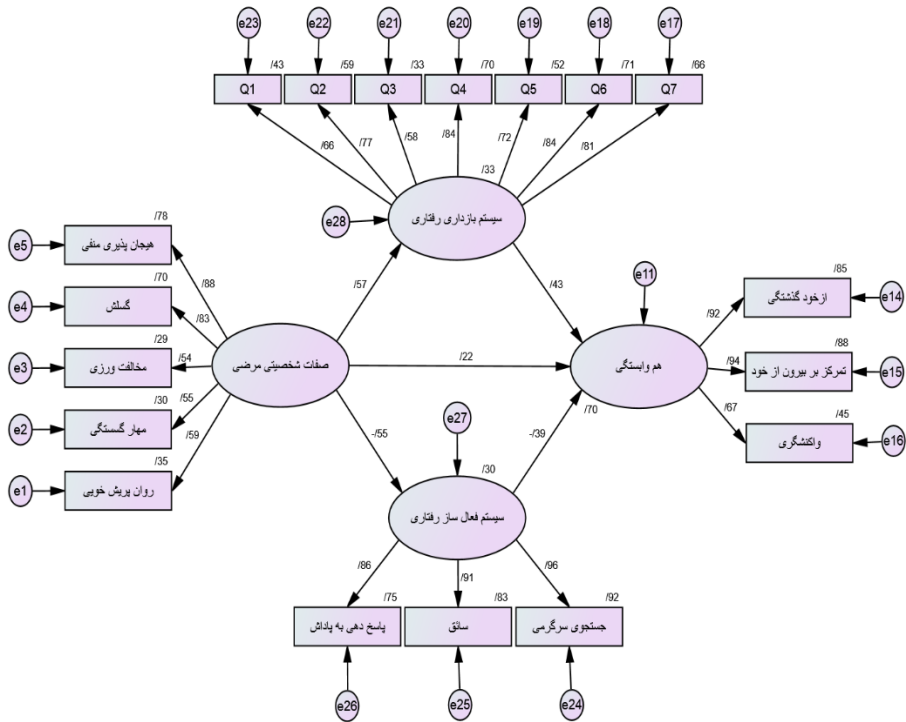 e23 e22 e21 e20 e19 e18 e17
/43 /59 /33 /70 /52 /71 /66
Q1 Q2 Q3 Q4 Q5 Q6 Q7
/66 /77 /58 /84 /72 /84 /81
/33
سیستم بازداری رفتاری
e28
/78
هیجان پذیری منفی
e5
/70
گسلش
e4
/29
مخالفت ورزی
e3
/30
مهار گسستگی
e2
/35
روان پریش خویی
e1
/88
/83
/54
/55
/59
صفات شخصیتی مرضی
/57
/22
-/55
/43
-/39
e11
هم وابستگی
/70
/92
/94
/67
/85
ازخود گذشتگی
e14
/88
تمرکز بر بیرون از خود
e15
/45
واکنشگری
e16
e27
/30
سیستم فعال ساز رفتاری
/86 /91 /96
/75 /83 /92
پاسخ دهی به پاداش
سائق
جستجوی سرگرمی
e26 e25 e24